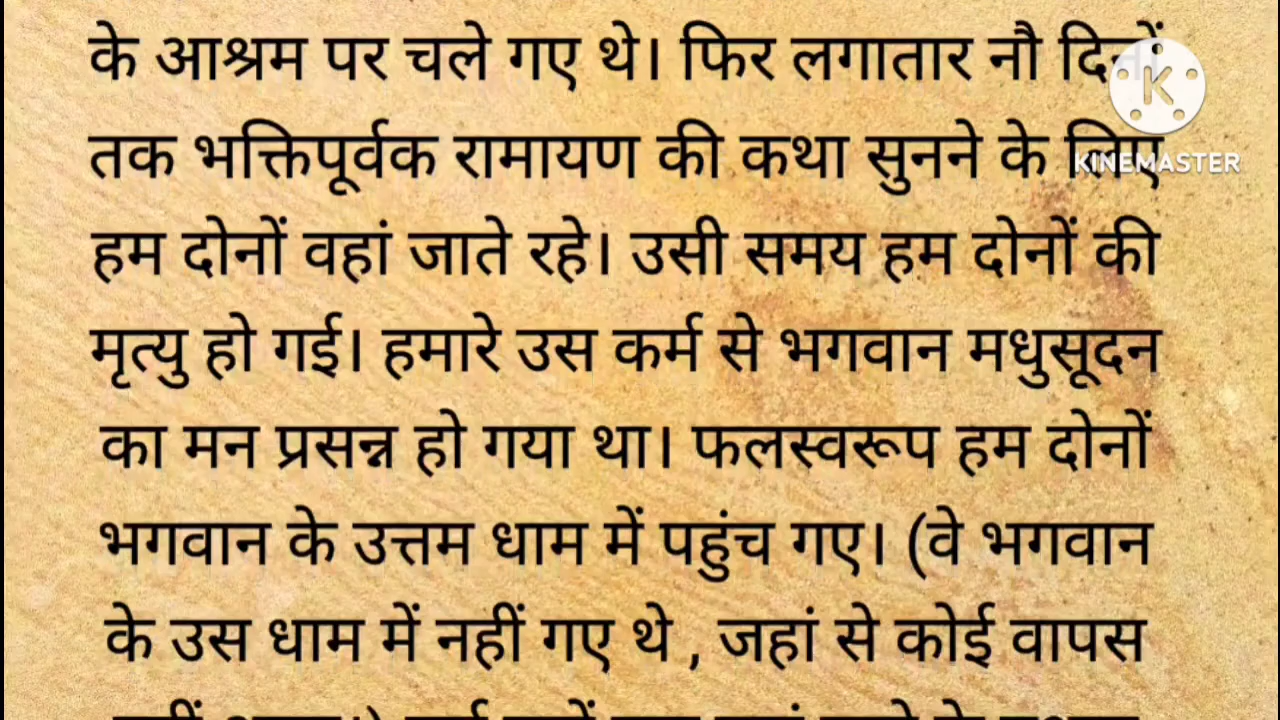 के आश्रम पर चले गए थे। फिर लगातार नौ दिनों
तक भक्तिपूर्वक रामायण की कथा सुनने के लिए
KINEMASTER
हम दोनों वहां जाते रहे। उसी समय हम दोनों की
मृत्यु हो गई। हमारे उस कर्म से भगवान मधुसूदन
का मन प्रसन्न हो गया था। फलस्वरूप हम दोनों
भगवान के उत्तम धाम में पहुंच गए। (वे भगवान
के उस धाम में नहीं गए थे , जहां से कोई वापस